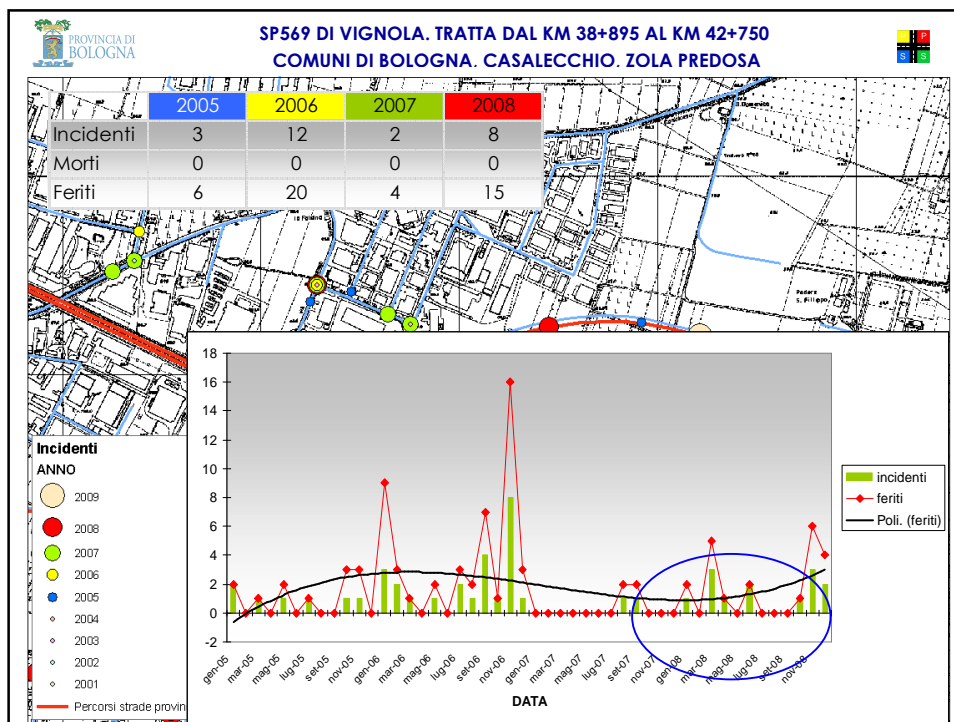 PROVINCIA DI
BOLOGNA
SP569 DI VIGNOLA. TRATTA DAL KM 38+895 AL KM 42+750
COMUNI DI BOLOGNA. CASALECCHIO. ZOLA PREDOSA
P P
S S
2005 2006 2007 2008
Incidenti 3 12 2 8
Morti 0 0 0 0
Feriti 6 20 4 15
Podere
S. Filippo
Incidenti
ANNO
2009
2008
2007
2006
2005
2004
2003
2002
2001
Percorsi strade provin
18
16
14
12
10
8
6
4
2
0
-2
gen-05 mar-05 mag-05 lug-05 set-05 nov-05 gen-06 mar-06 mag-06 lug-06 set-06 nov-06 gen-07 mar-07 mag-07 lug-07 set-07 nov-07 gen-08 mar-08 mag-08 lug-08 set-08 nov-08
DATA
incidenti
feriti
Poli. (feriti)